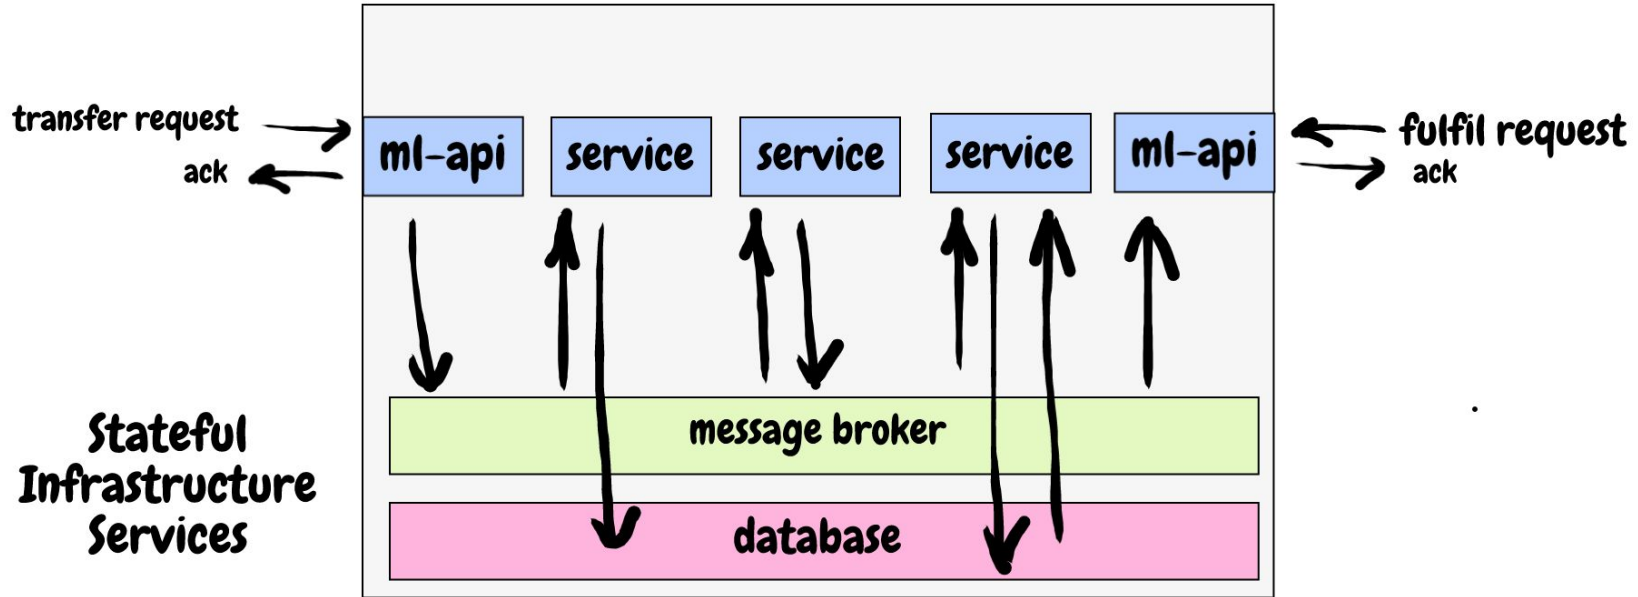 transfer request
ack
ml-api
service
service
service
ml-api
fulfil request
ack
message broker
database
Stateful
Infrastructure
Services